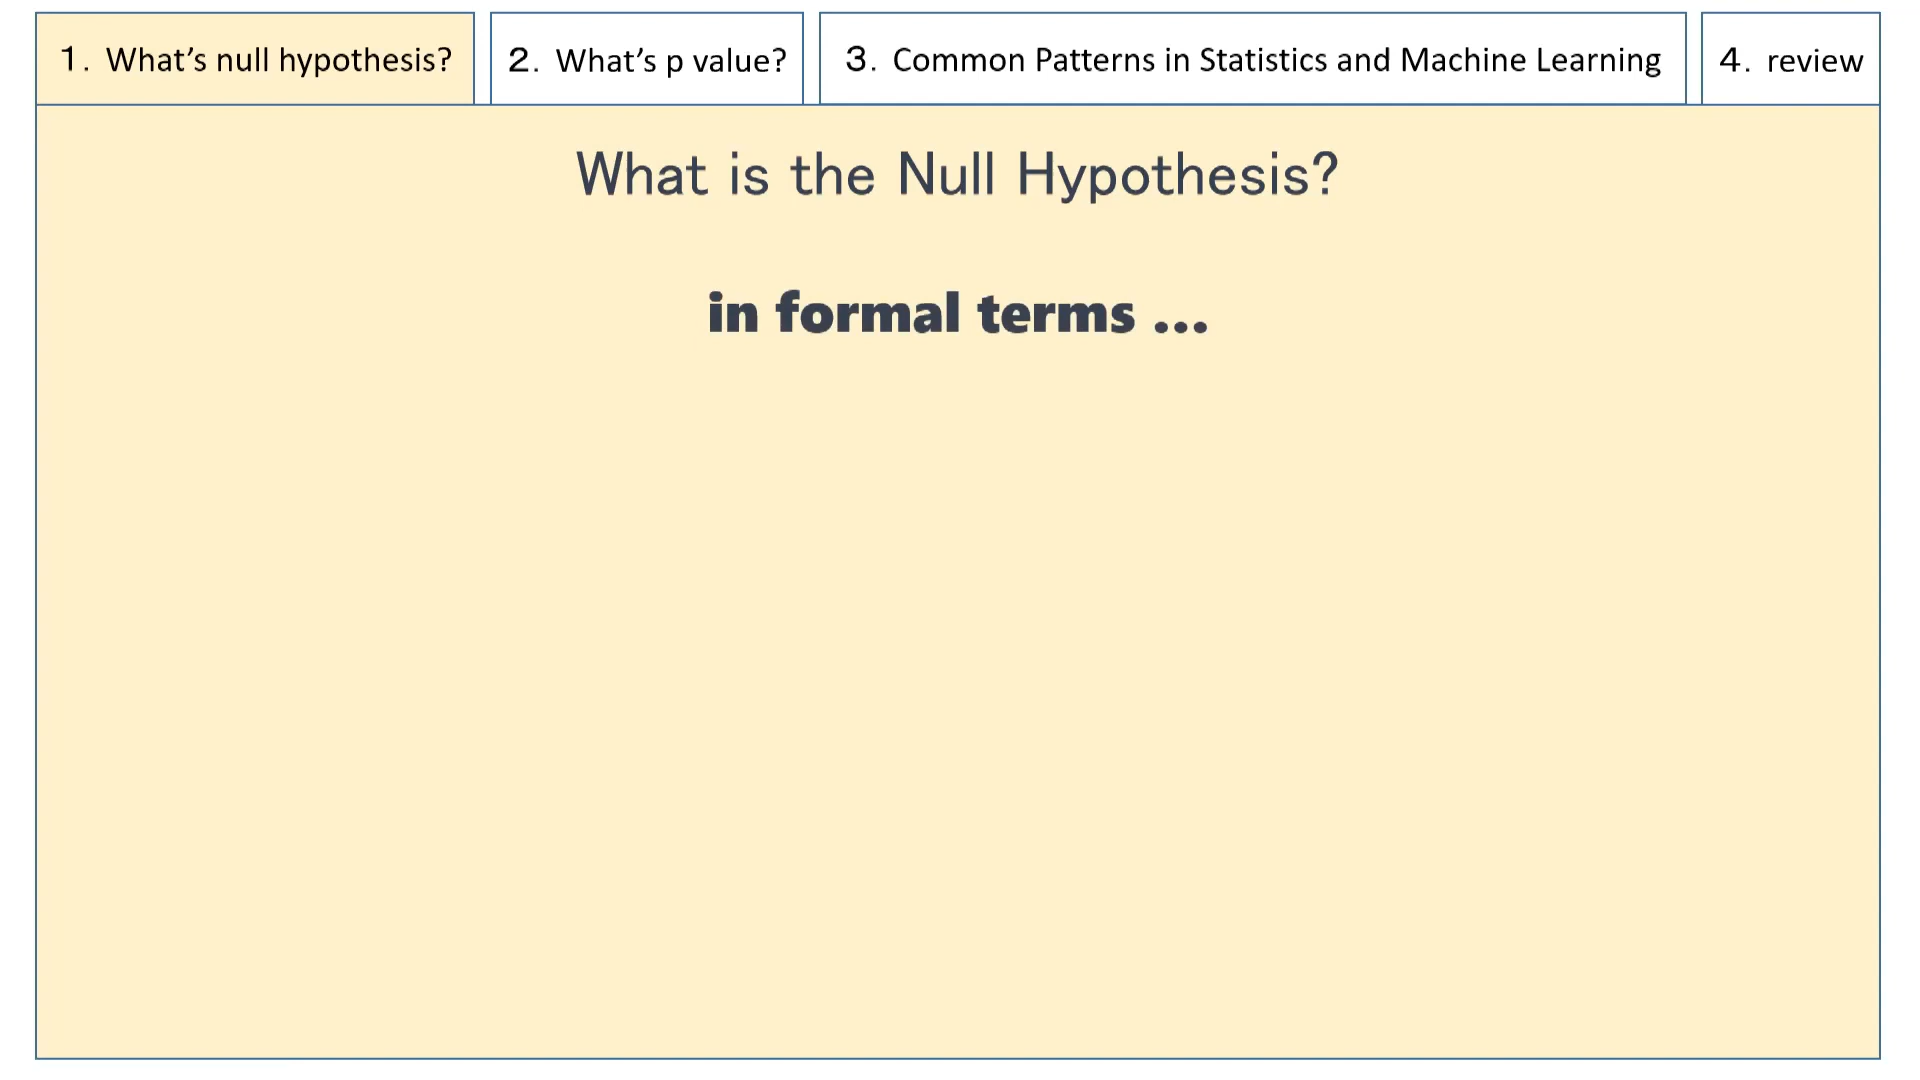 1. What’s null hypothesis?
2. What’s p value?
3. Common Patterns in Statistics and Machine Learning
4. review
What is the Null Hypothesis?
in formal terms ...